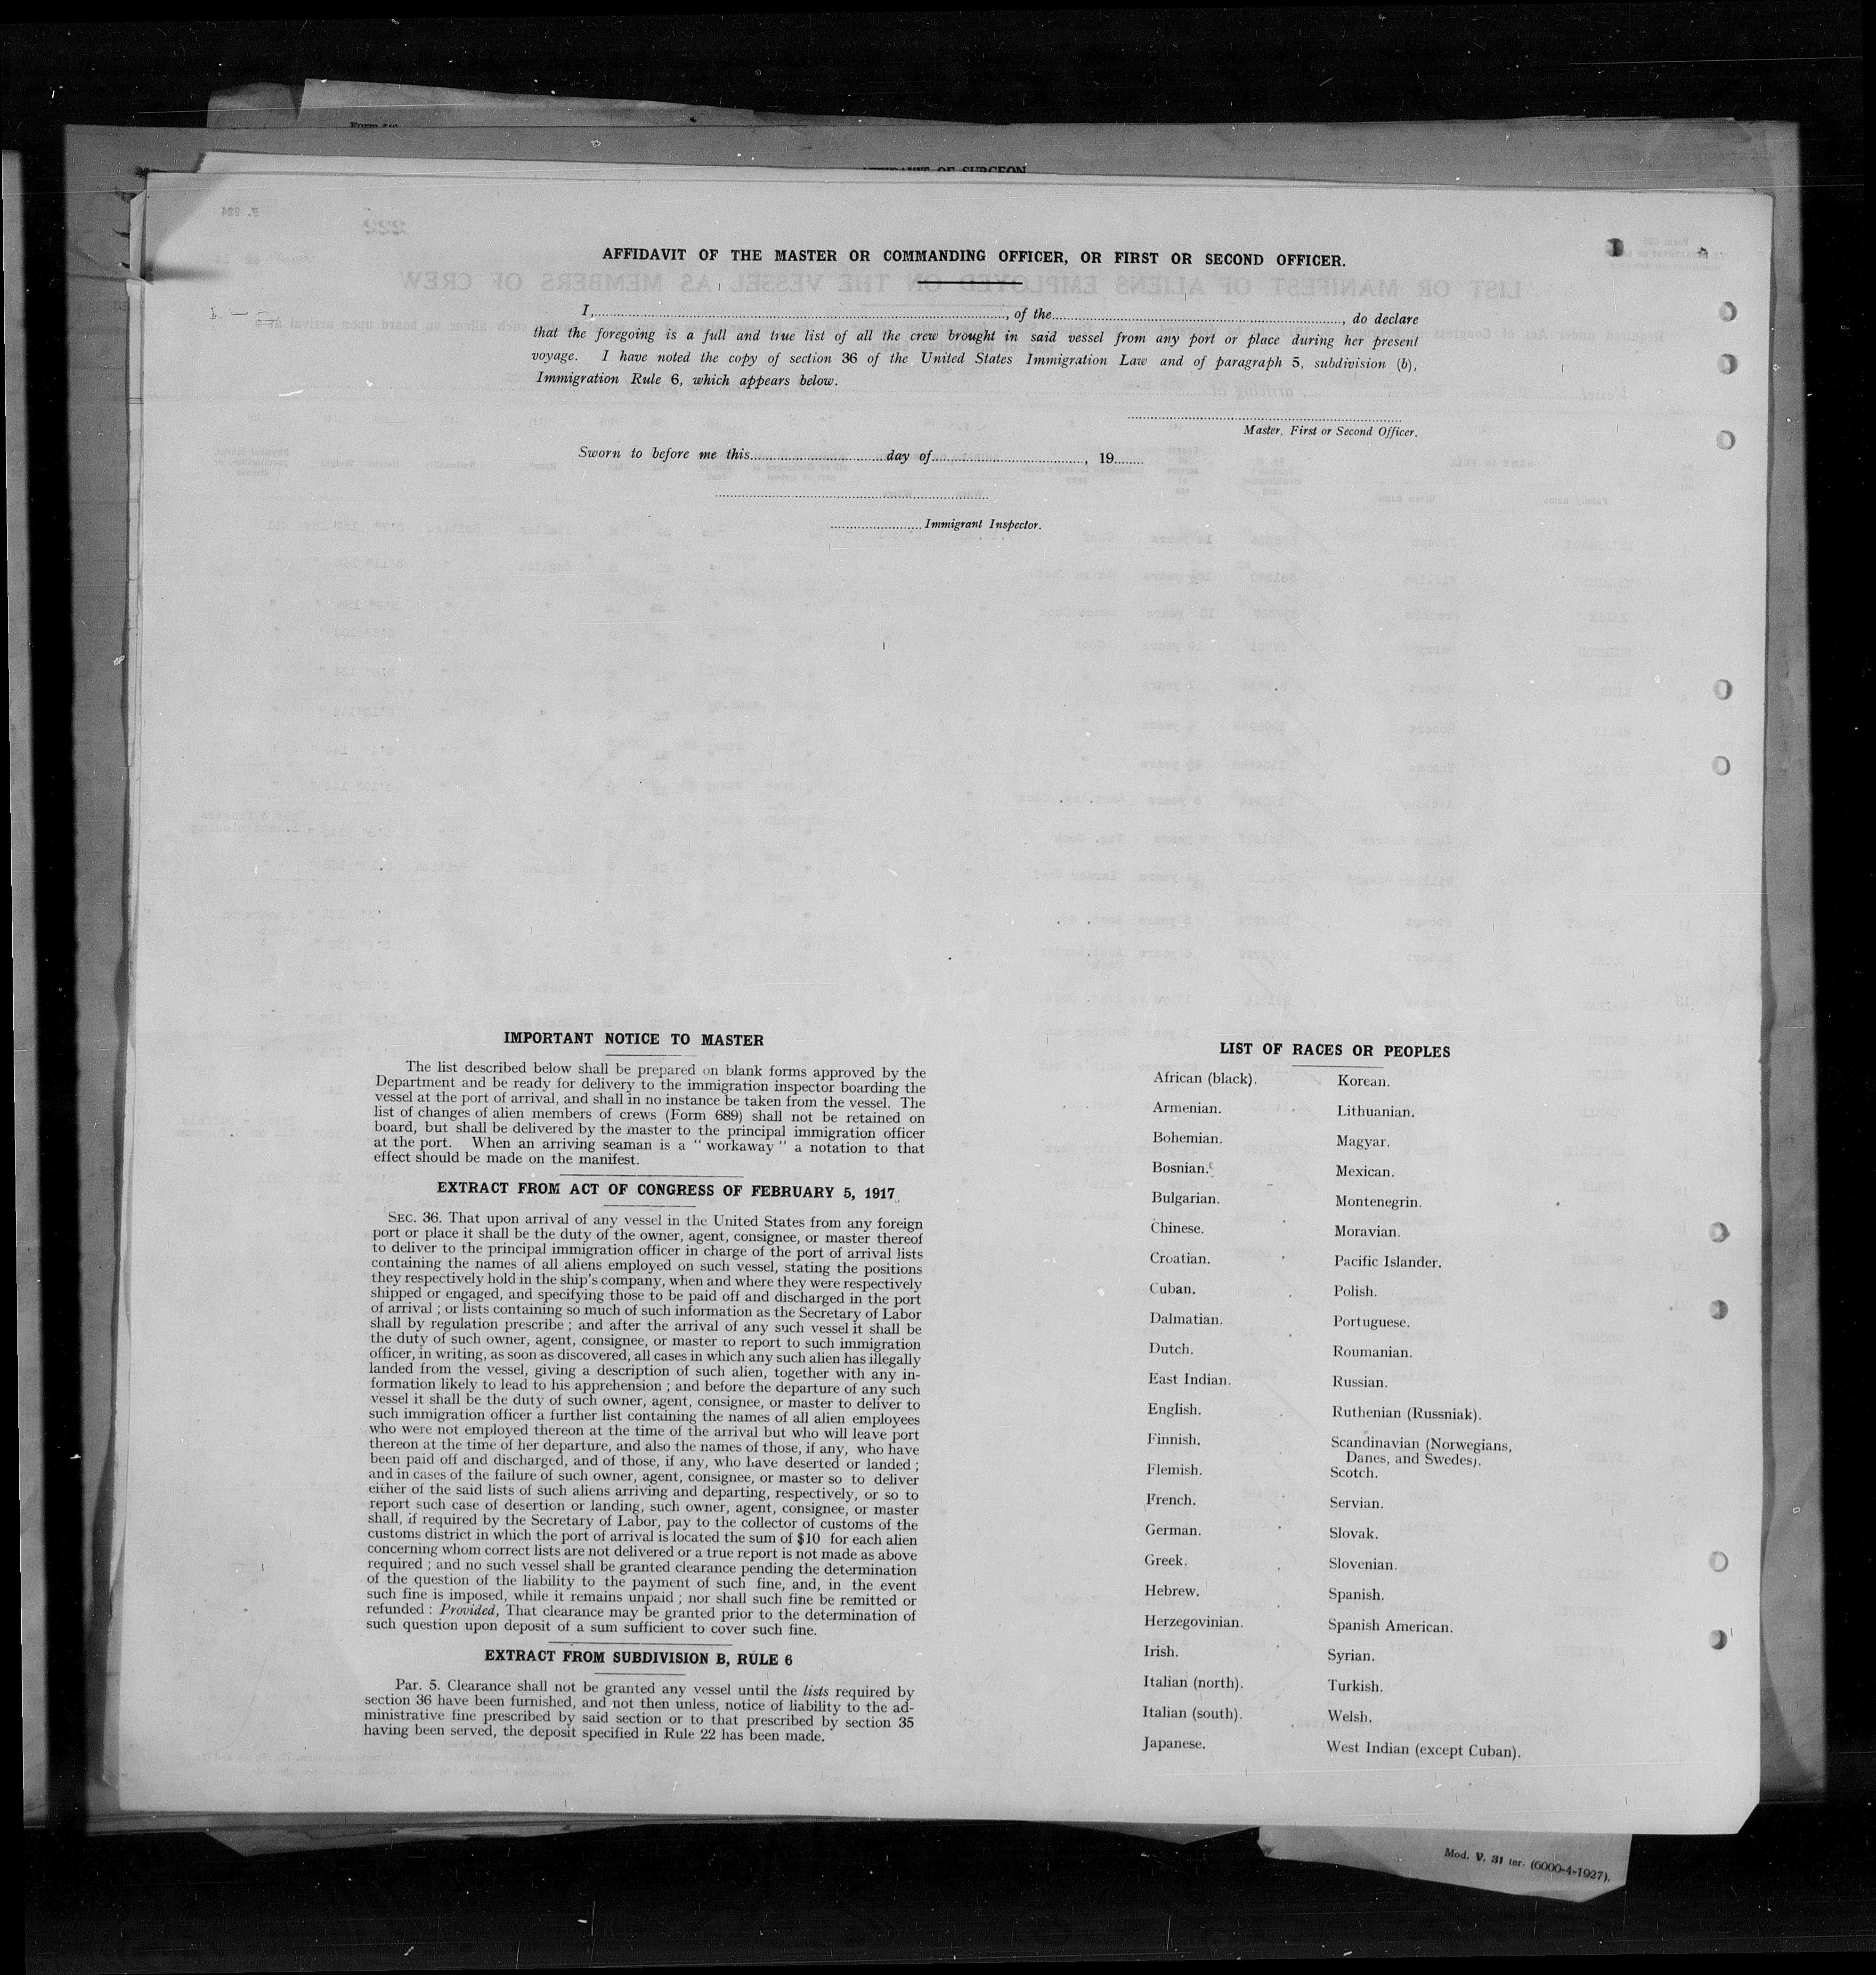 AFFIDAVIT OF SURGEON
AFFIDAVIT OF THE MASTER OR COMMANDING OFFICER, OR FIRST OR SECOND OFFICER.
LIST OR MANIFEST OF ALIENS EMPLOYED ON THE VESSEL AS MEMBERS OF CREW
I,, of the, do declare
that the foregoing is a full and true list of all the crew brought in said vessel from any port or place during her present
voyage. I have noted the copy of section 36 of the United States Immigration Law and of paragraph 5, subdivision (b),
Immigration Rule 6, which appears below.
Master, First or Second Officer.
Sworn to before me this day of, 19
Immigrant Inspector.
IMPORTANT NOTICE TO MASTER
The list described below shall be prepared on blank forms approved by the
Department and be ready for delivery to the immigration inspector boarding the
vessel at the port of arrival, and shall in no instance be taken from the vessel. The
list of changes of alien members of crews (Form 689) shall not be retained on
board, but shall be delivered by the master to the principal immigration officer
at the port. When an arriving seaman is a " workaway " a notation to that
effect should be made on the manifest.
EXTRACT FROM ACT OF CONGRESS OF FEBRUARY 5, 1917
SEC. 36. That upon arrival of any vessel in the United States from any foreign
port or place it shall be the duty of the owner, agent, consignee, or master thereof
to deliver to the principal immigration officer in charge of the port of arrival lists
containing the names of all aliens employed on such vessel, stating the positions
they respectively hold in the ship's company, when and where they were respectively
shipped or engaged, and specifying those to be paid off and discharged in the port
of arrival ; or lists containing so much of such information as the Secretary of Labor
shall by regulation prescribe ; and after the arrival of any such vessel it shall be
the duty of such owner, agent, consignee, or master to report to such immigration
officer, in writing, as soon as discovered, all cases in which any such alien has illegally
landed from the vessel, giving a description of such alien, together with any in-
formation likely to lead to his apprehension ; and before the departure of any such
vessel it shall be the duty of such owner, agent, consignee, or master to deliver to
such immigration officer a further list containing the names of all alien employees
who were not employed thereon at the time of the arrival but who will leave port
thereon at the time of her departure, and also the names of those, if any, who have
been paid off and discharged, and of those, if any, who have deserted or landed ;
and in cases of the failure of such owner, agent, consignee, or master so to deliver
either of the said lists of such aliens arriving and departing, respectively, or so to
report such case of desertion or landing, such owner, agent, consignee, or master
shall, if required by the Secretary of Labor, pay to the collector of customs of the
customs district in which the port of arrival is located the sum of $10 for each alien
concerning whom correct lists are not delivered or a true report is not made as above
required ; and no such vessel shall be granted clearance pending the determination
of the question of the liability to the payment of such fine, and, in the event
such fine is imposed, while it remains unpaid ; nor shall such fine be remitted or
refunded : Provided, That clearance may be granted prior to the determination of
such question upon deposit of a sum sufficient to cover such fine.
EXTRACT FROM SUBDIVISION B, RULE 6
Par. 5. Clearance shall not be granted any vessel until the lists required by
section 36 have been furnished, and not then unless, notice of liability to the ad-
ministrative fine prescribed by said section or to that prescribed by section 35
having been served, the deposit specified in Rule 22 has been made.
LIST OF RACES OR PEOPLES
African (black).
Armenian.
Bohemian.
Bosnian.
Bulgarian.
Chinese.
Croatian.
Cuban.
Dalmatian.
Dutch.
East Indian.
English.
Finnish.
Flemish.
French.
German.
Greek.
Hebrew.
Herzegovinian.
Irish.
Italian (north).
Italian (south).
Japanese.
Korean.
Lithuanian.
Magyar.
Mexican.
Montenegrin.
Moravian.
Pacific Islander.
Polish.
Portuguese.
Roumanian.
Russian.
Ruthenian (Russniak).
Scandinavian (Norwegians,
Danes, and Swedes).
Scotch.
Servian.
Slovak.
Slovenian.
Spanish.
Spanish American.
Syrian.
Turkish.
Welsh.
West Indian (except Cuban).
Mod. V. 31 ter. (6000-4-1927).